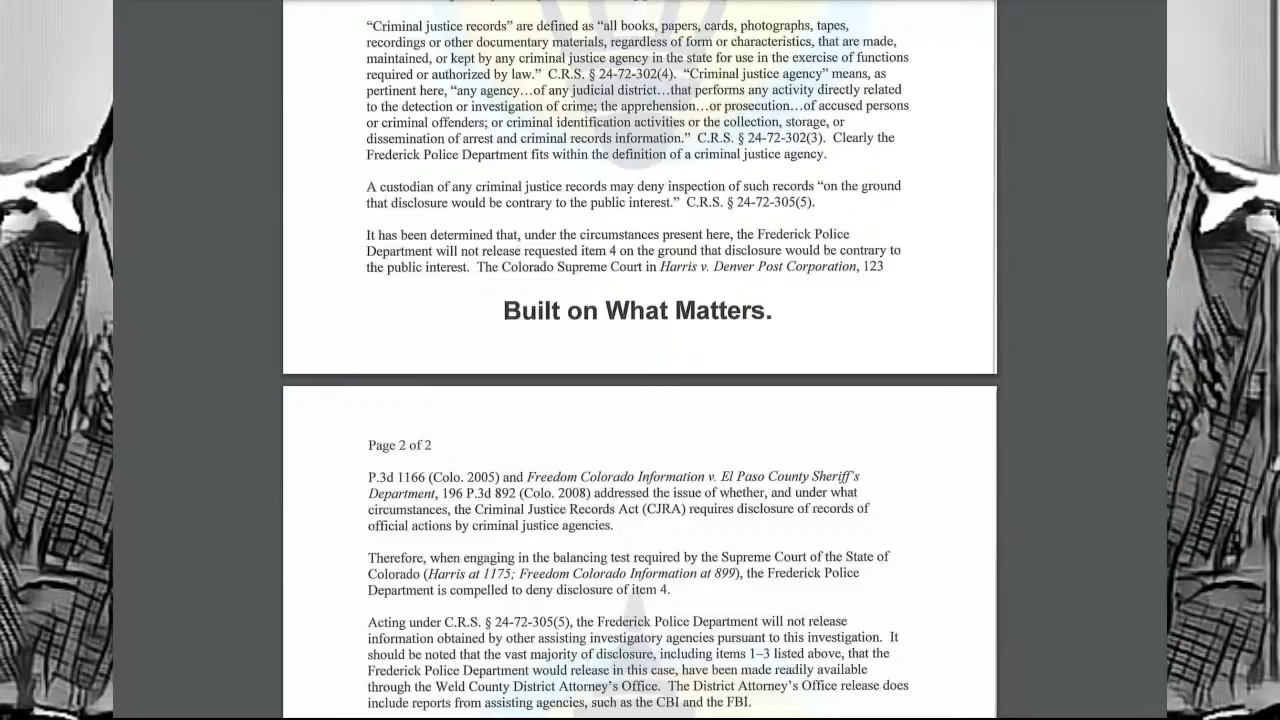 “Criminal justice records” are defined as “all books, papers, cards, photographs, tapes,
recordings or other documentary materials, regardless of form or characteristics, that are made,
maintained, or kept by any criminal justice agency in the state for use in the exercise of functions
required or authorized by law.” C.R.S. § 24-72-302(4). “Criminal justice agency” means, as
pertinent here, “any agency…of any judicial district…that performs any activity directly related
to the detection or investigation of crime; the apprehension…or prosecution…of accused persons
or criminal offenders; or criminal identification activities or the collection, storage, or
dissemination of arrest and criminal records information.” C.R.S. § 24-72-302(3). Clearly the
Frederick Police Department fits within the definition of a criminal justice agency.
A custodian of any criminal justice records may deny inspection of such records “on the ground
that disclosure would be contrary to the public interest.” C.R.S. § 24-72-305(5).
It has been determined that, under the circumstances present here, the Frederick Police
Department will not release requested item 4 on the ground that disclosure would be contrary to
the public interest. The Colorado Supreme Court in Harris v. Denver Post Corporation, 123
Built on What Matters.
Page 2 of 2
P.3d 1166 (Colo. 2005) and Freedom Colorado Information v. El Paso County Sheriff's
Department, 196 P.3d 892 (Colo. 2008) addressed the issue of whether, and under what
circumstances, the Criminal Justice Records Act (CJRA) requires disclosure of records of
official actions by criminal justice agencies.
Therefore, when engaging in the balancing test required by the Supreme Court of the State of
Colorado (Harris at 1175; Freedom Colorado Information at 899), the Frederick Police
Department is compelled to deny disclosure of item 4.
Acting under C.R.S. § 24-72-305(5), the Frederick Police Department will not release
information obtained by other assisting investigatory agencies pursuant to this investigation. It
should be noted that the vast majority of disclosure, including items 1–3 listed above, that the
Frederick Police Department would release in this case, have been made readily available
through the Weld County District Attorney’s Office. The District Attorney’s Office release does
include reports from assisting agencies, such as the CBI and the FBI.